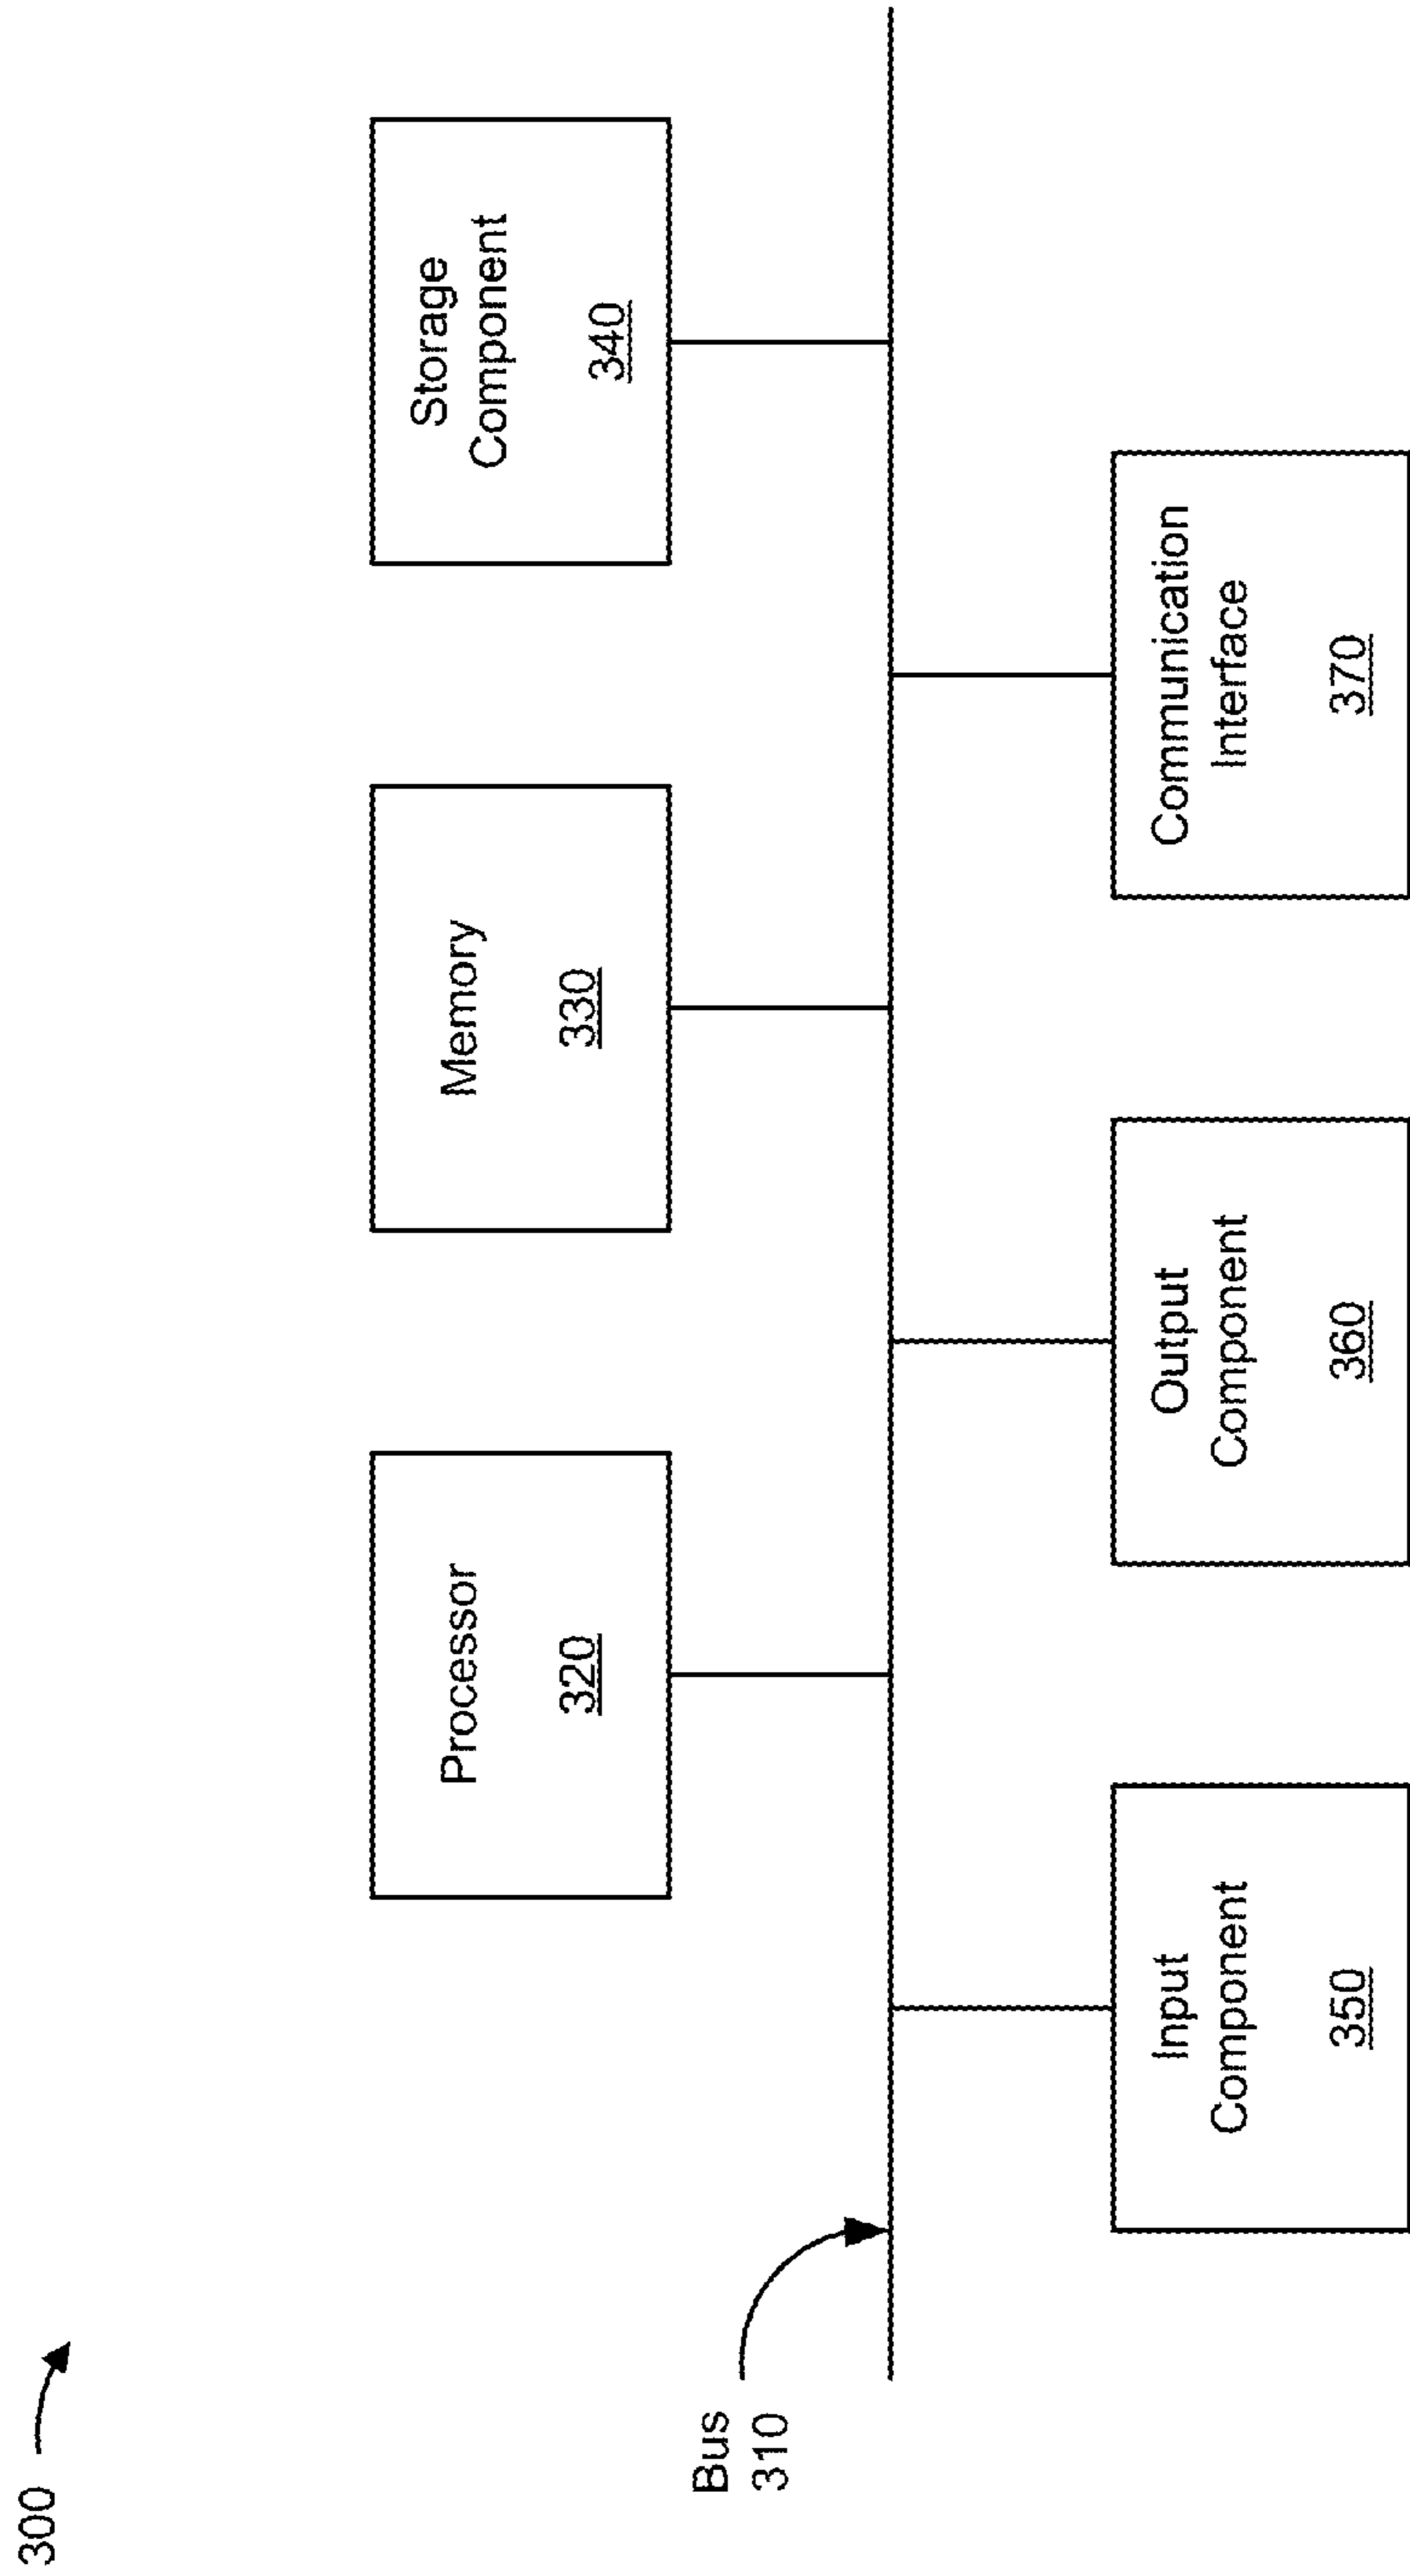 300
Processor
320
Memory
330
Storage
Component
340
Bus
310
Input
Component
350
Output
Component
360
Communication
Interface
370